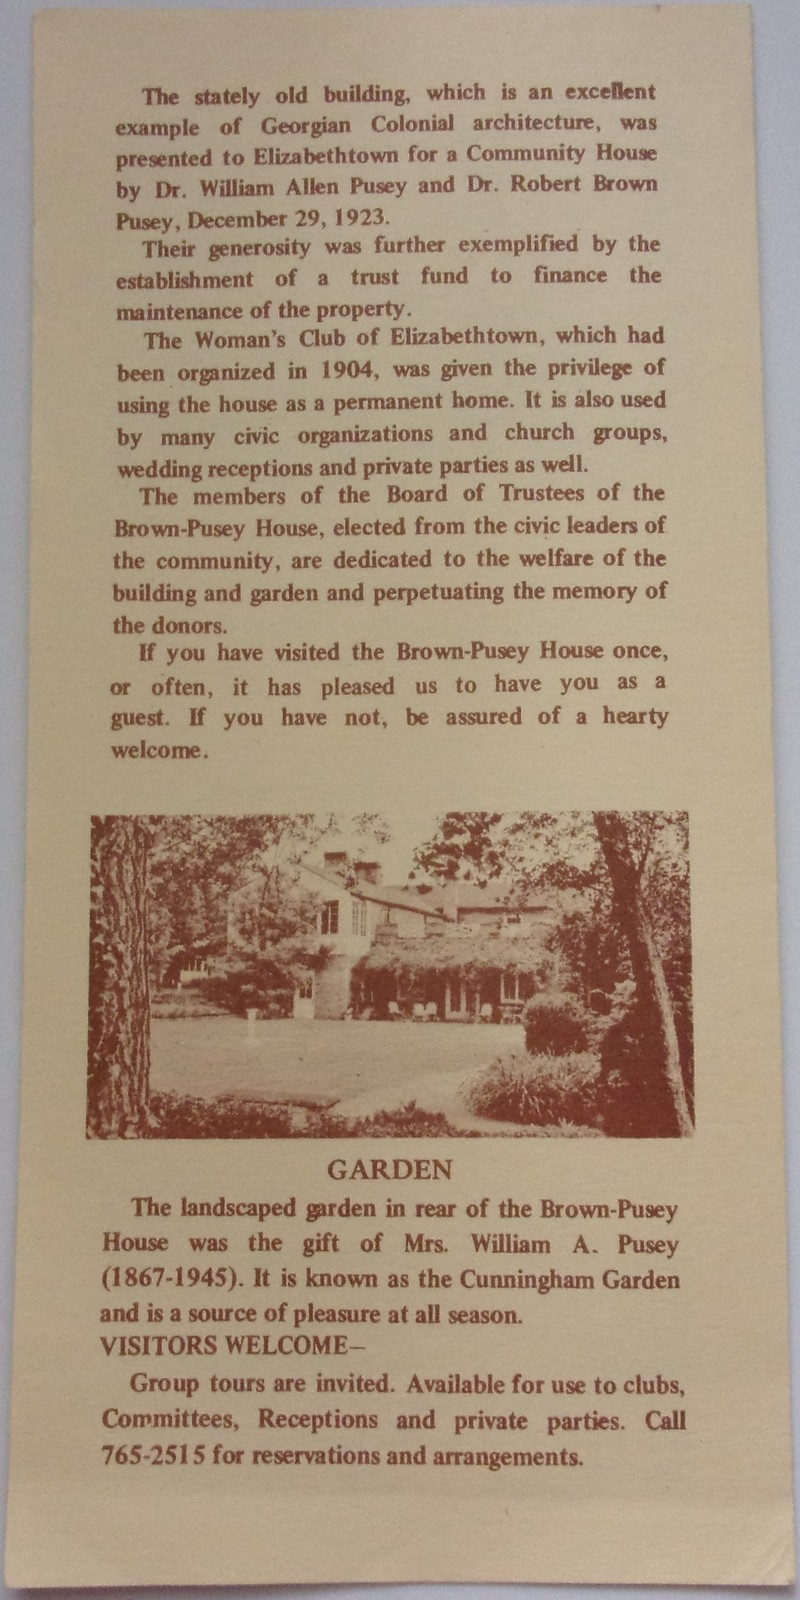 The stately old building, which is an excellent
example of Georgian Colonial architecture, was
presented to Elizabethtown for a Community House
by Dr. William Allen Pusey and Dr. Robert Brown
Pusey, December 29, 1923.
Their generosity was further exemplified by the
establishment of a trust fund to finance the
maintenance of the property.
The Woman's Club of Elizabethtown, which had
been organized in 1904, was given the privilege of
using the house as a permanent home. It is also used
by many civic organizations and church groups,
wedding receptions and private parties as well.
The members of the Board of Trustees of the
Brown-Pusey House, elected from the civic leaders of
the community, are dedicated to the welfare of the
building and garden and perpetuating the memory of
the donors.
If you have visited the Brown-Pusey House once,
or often, it has pleased us to have you as a
guest. If you have not, be assured of a hearty
welcome.
GARDEN
The landscaped garden in rear of the Brown-Pusey
House was the gift of Mrs. William A. Pusey
(1867-1945). It is known as the Cunningham Garden
and is a source of pleasure at all season.
VISITORS WELCOME–
Group tours are invited. Available for use to clubs,
Committees, Receptions and private parties. Call
765-2515 for reservations and arrangements.